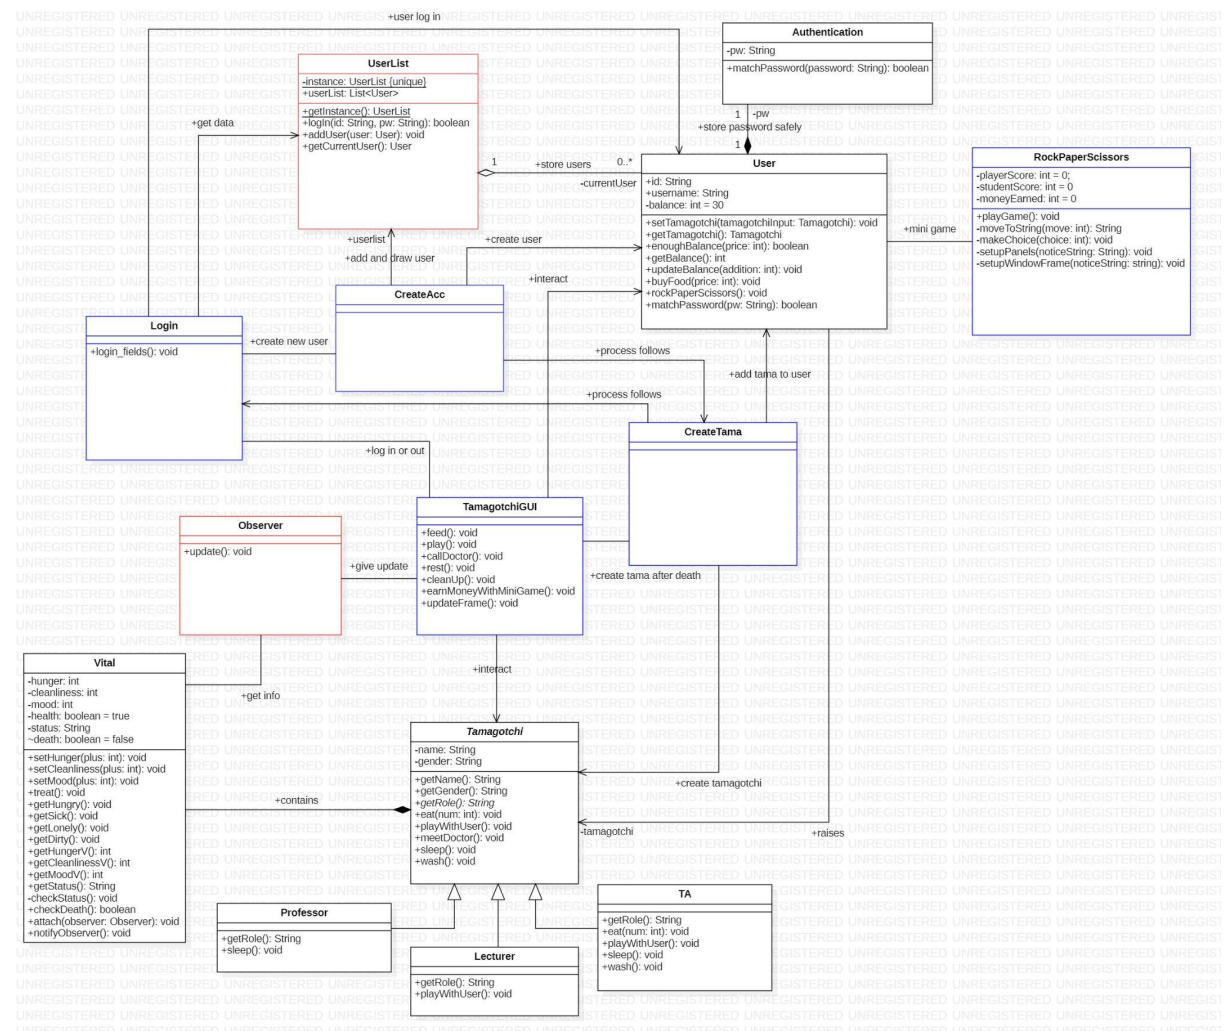 +user log in
Authentication
-pw: String
+matchPassword(password: String): boolean
1
-pw
+store password safely
1
UserList
-instance: UserList {unique}
+userList: List<User>
+getInstance(): UserList
+logIn(id: String, pw: String): boolean
+addUser(user: User): void
+getCurrentUser(): User
+get data
1
+store users
0..*
-currentUser
User
+id: String
+username: String
-balance: int = 30
+setTamagotchi(tamagotchiInput: Tamagotchi): void
+getTamagotchi(): Tamagotchi
+enoughBalance(price: int): boolean
+getBalance(): int
+updateBalance(addition: int): void
+buyFood(price: int): void
+rockPaperScissors(): void
+matchPassword(pw: String): boolean
+mini game
RockPaperScissors
-playerScore: int = 0;
-studentScore: int = 0
-moneyEarned: int = 0
+playGame(): void
-moveToString(move: int): String
-makeChoice(choice: int): void
-setupPanels(noticeString: String): void
-setupWindowFrame(noticeString: string): void
+userlist
+add and draw user
+create user
+interact
CreateAcc
Login
+login_fields(): void
+create new user
+process follows
+add tama to user
+process follows
CreateTama
+log in or out
TamagotchiGUI
+feed(): void
+play(): void
+callDoctor(): void
+rest(): void
+cleanUp(): void
+earnMoneyWithMiniGame(): void
+updateFrame(): void
Observer
+update(): void
+give update
+create tama after death
Vital
-hunger: int
-cleanliness: int
-mood: int
-health: boolean = true
-status: String
~death: boolean = false
+setHunger(plus: int): void
+setCleanliness(plus: int): void
+setMood(plus: int): void
+treat(): void
+getHungry(): void
+getSick(): void
+getLonely(): void
+getDirty(): void
+getHungerV(): int
+getCleanlinessV(): int
+getMoodV(): int
+getStatus(): String
-checkStatus(): void
+checkDeath(): boolean
+attach(observer: Observer): void
+notifyObserver(): void
+get info
+interact
Tamagotchi
-name: String
-gender: String
+getName(): String
+getGender(): String
+getRole(): String
+eat(num: int): void
+playWithUser(): void
+meetDoctor(): void
+sleep(): void
+wash(): void
+contains
+create tamagotchi
-tamagotchi
+raises
Professor
+getRole(): String
+sleep(): void
Lecturer
+getRole(): String
+playWithUser(): void
TA
+getRole(): String
+eat(num: int): void
+playWithUser(): void
+sleep(): void
+wash(): void